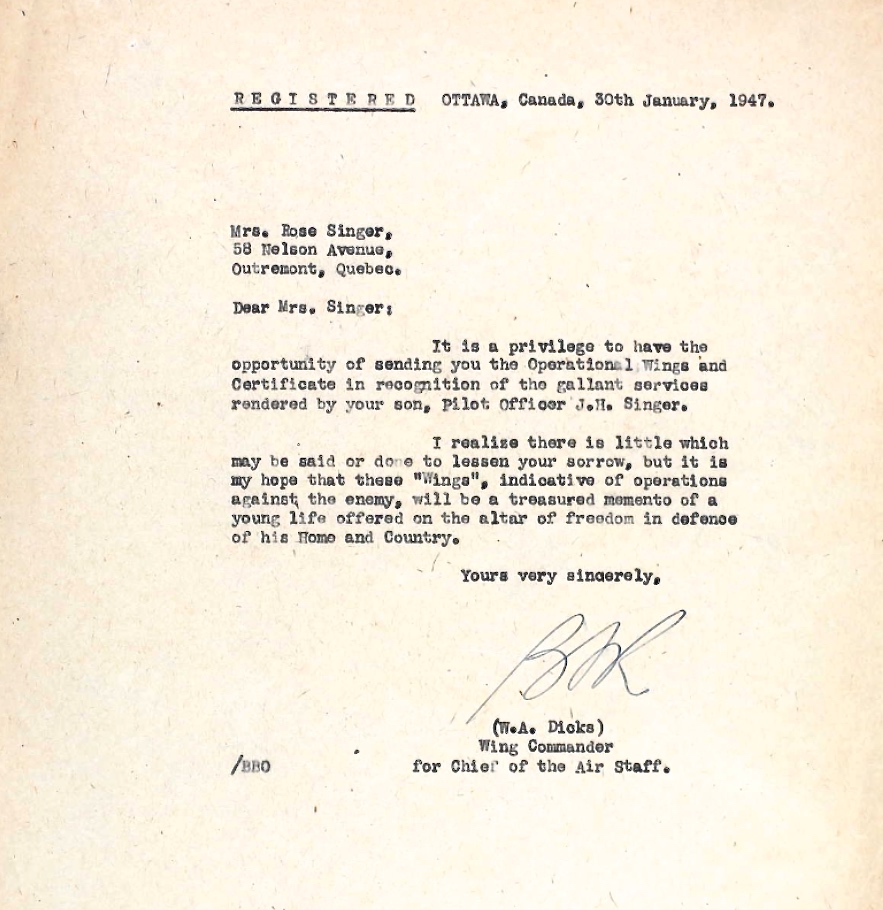 REGISTERED OTTAWA, Canada, 30th January, 1947.
Mrs. Rose Singer,
58 Nelson Avenue,
Outremont, Quebec.
Dear Mrs. Singer:
It is a privilege to have the
opportunity of sending you the Operational Wings and
Certificate in recognition of the gallant services
rendered by your son, Pilot Officer J.H. Singer.
I realize there is little which
may be said or done to lessen your sorrow, but it is
my hope that these "Wings", indicative of operations
against the enemy, will be a treasured memento of a
young life offered on the altar of freedom in defence
of his Home and Country.
Yours very sincerely,
(W.A. Dicks)
Wing Commander
/BBO for Chief of the Air Staff.